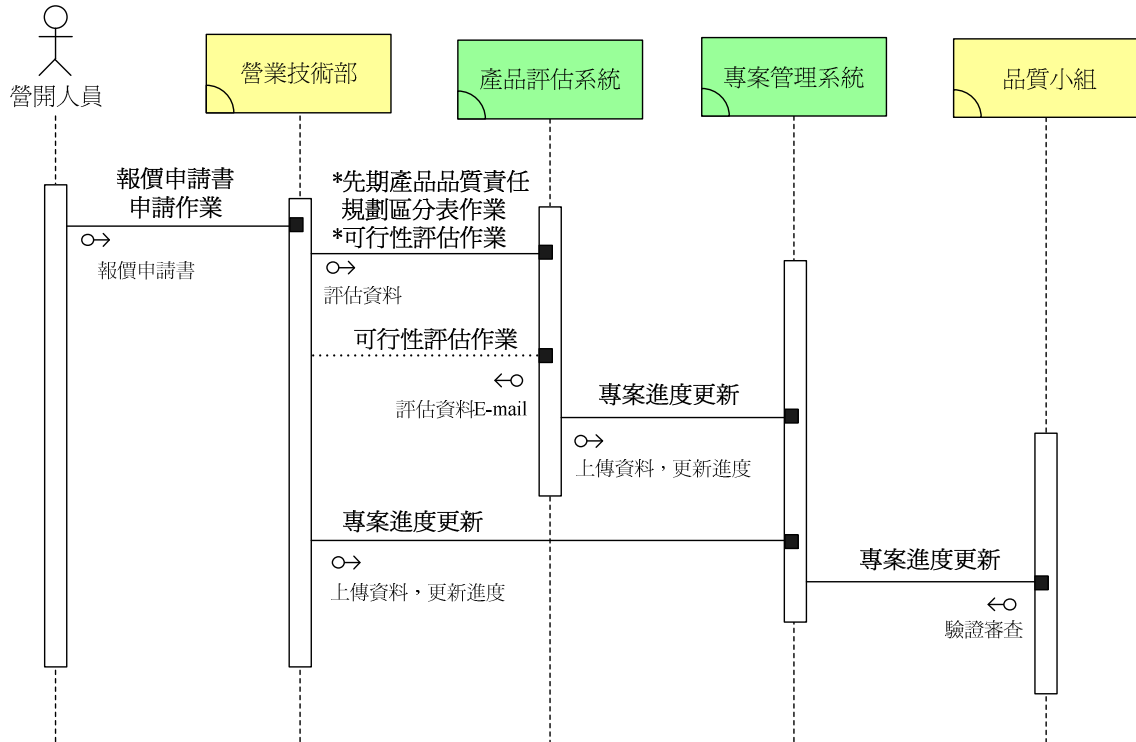 營開人員
營業技術部
產品評估系統
專案管理系統
品質小組
報價申請書
申請作業
報價申請書
*先期產品品質責任
規劃區分表作業
*可行性評估作業
評估資料
可行性評估作業
評估資料E-mail
專案進度更新
上傳資料，更新進度
專案進度更新
上傳資料，更新進度
專案進度更新
驗證審查